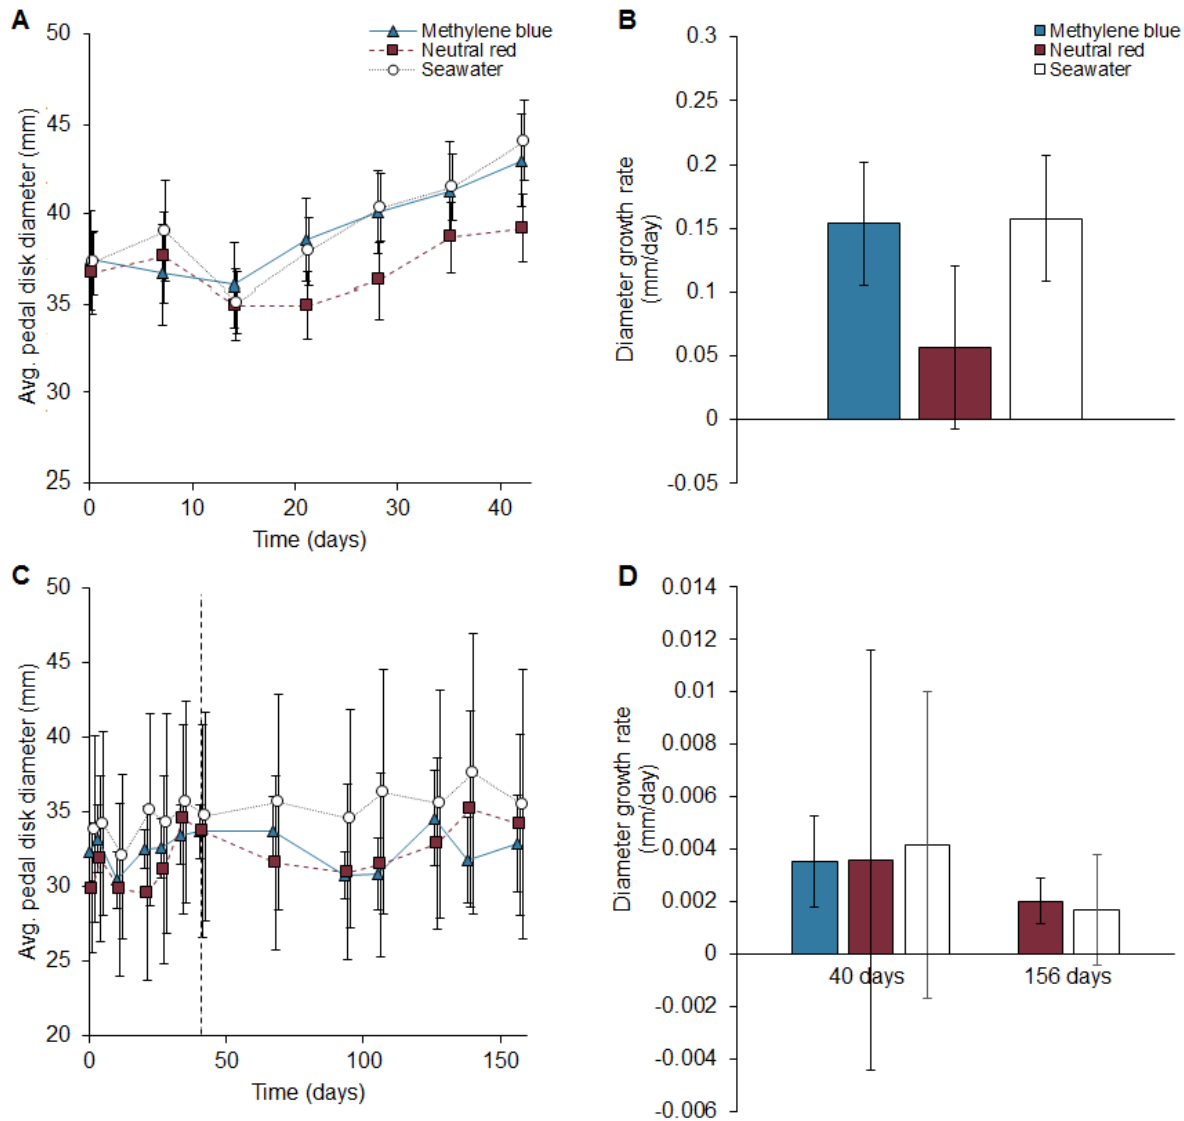 A
50
45
40
35
30
25
Avg. pedal disk diameter (mm)
0 10 20 30 40
Time (days)
Methylene blue
Neutral red
Seawater
B
0.3
0.25
0.2
0.15
0.1
0.05
0
-0.05
Diameter growth rate
(mm/day)
Methylene blue
Neutral red
Seawater
C
50
45
40
35
30
25
20
Avg. pedal disk diameter (mm)
0 50 100 150
Time (days)
D
0.014
0.012
0.01
0.008
0.006
0.004
0.002
0
-0.002
-0.004
-0.006
Diameter growth rate
(mm/day)
40 days 156 days